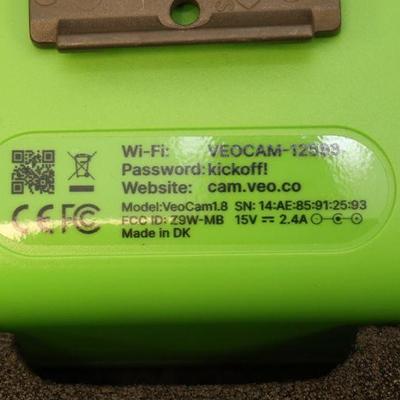 Wi-Fi: VEOCAM-12593
Password: kickoff!
Website: cam.veo.co
Model:VeoCam1.8 SN: 14:AE:85:91:25:93
FCC ID: Z9W-MB 15V 2.4A
Made in DK
CE FC